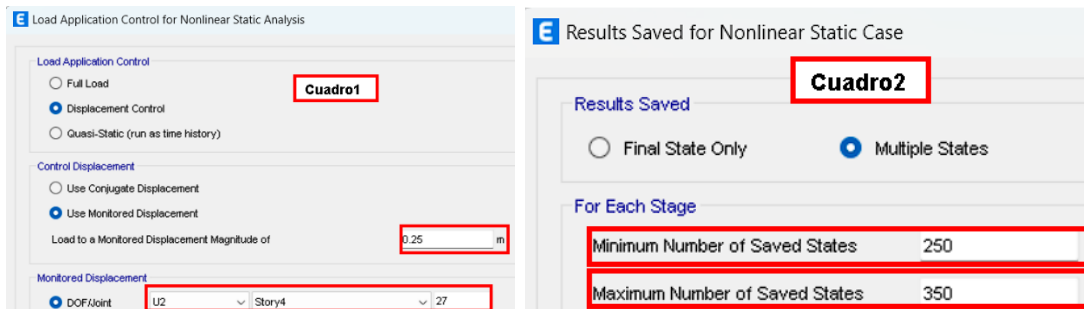 E Load Application Control for Nonlinear Static Analysis
Load Application Control
Full Load
Cuadro1
Displacement Control
Quasi-Static (run as time history)
Control Displacement
Use Conjugate Displacement
Use Monitored Displacement
Load to a Monitored Displacement Magnitude of 0.25 m
Monitored Displacement
DOF/Joint U2 Story4 27
E Results Saved for Nonlinear Static Case
Cuadro2
Results Saved
Final State Only Multiple States
For Each Stage
Minimum Number of Saved States 250
Maximum Number of Saved States 350